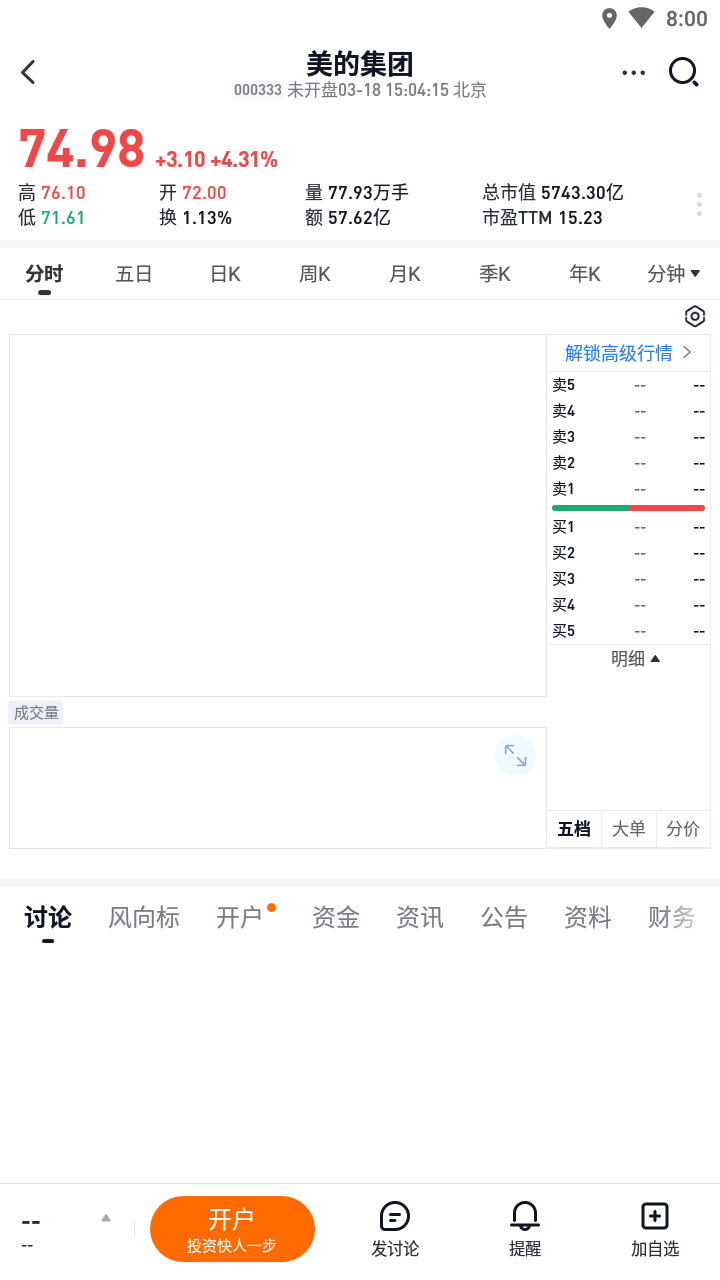 8:00
美的集团
000333 未开盘03-18 15:04:15 北京
74.98 +3.10 +4.31%
高 76.10 开 72.00 量 77.93万手 总市值 5743.30亿
低 71.61 换 1.13% 额 57.62亿 市盈TTM 15.23
分时 五日 日K 周K 月K 季K 年K 分钟
解锁高级行情
卖5 -- --
卖4 -- --
卖3 -- --
卖2 -- --
卖1 -- --
买1 -- --
买2 -- --
买3 -- --
买4 -- --
买5 -- --
明细
成交量
五档 大单 分价
讨论 风向标 开户 资金 资讯 公告 资料 财务
--
--
开户
投资快人一步
发讨论 提醒 加自选